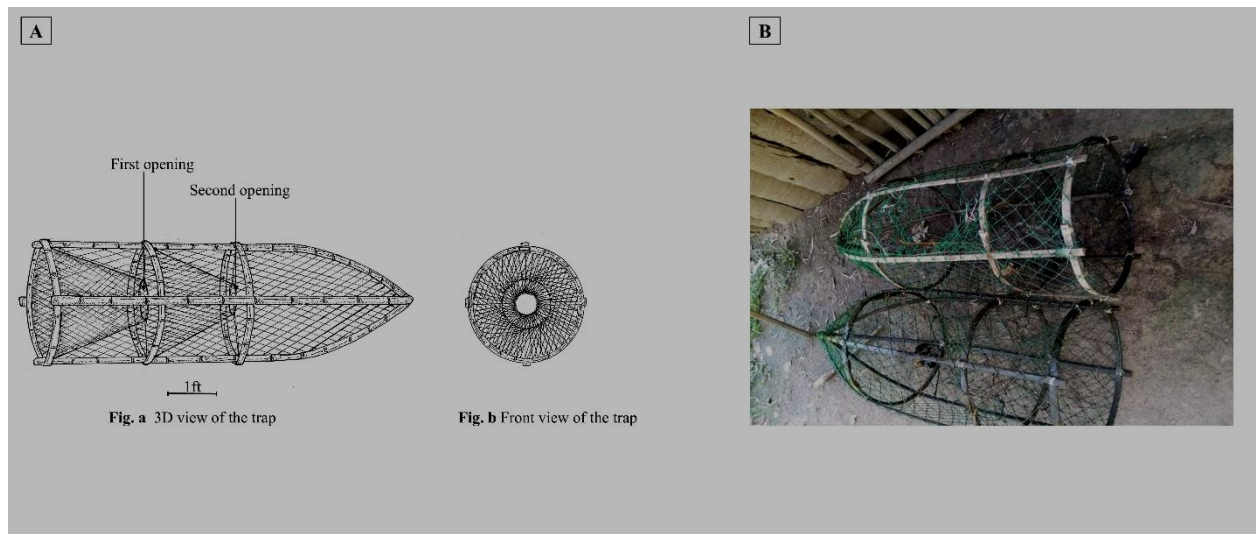 A
B
First opening
Second opening
1ft
Fig. a 3D view of the trap
Fig. b Front view of the trap